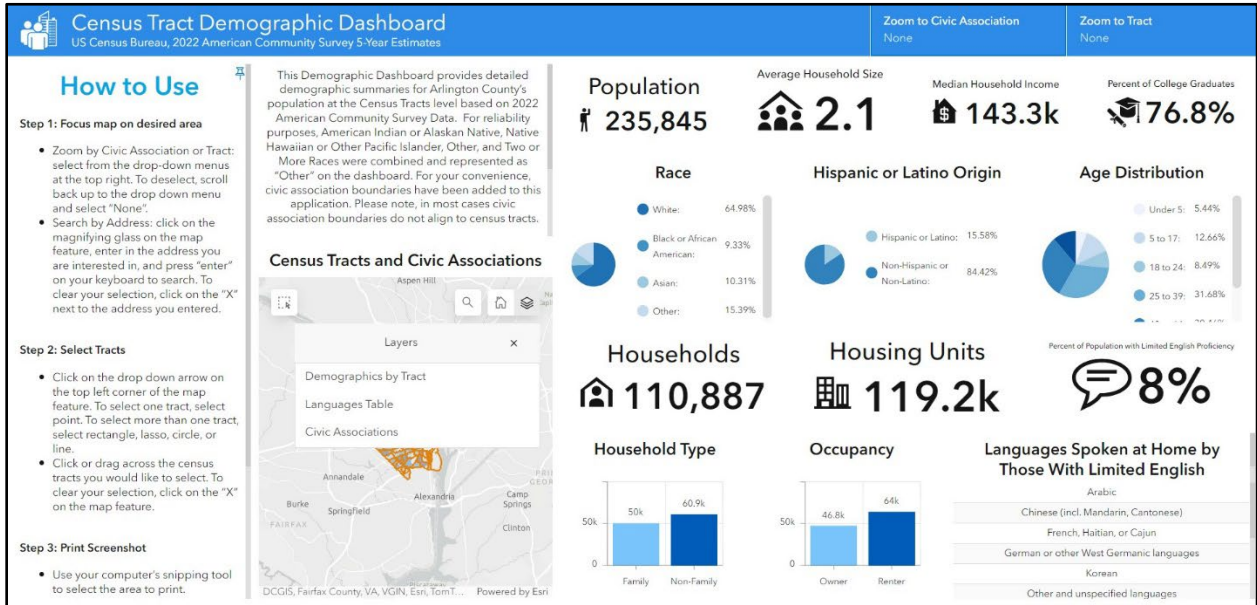 Census Tract Demographic Dashboard
US Census Bureau, 2022 American Community Survey 5-Year Estimates
Zoom to Civic Association
None
Zoom to Tract
None
How to Use
Step 1: Focus map on desired area
• Zoom by Civic Association or Tract:
select from the drop-down menus
at the top right. To deselect, scroll
back up to the drop down menu
and select “None”.
• Search by Address: click on the
magnifying glass on the map
feature, enter in the address you
are interested in, and press “enter”
on your keyboard to search. To
clear your selection, click on the “X”
next to the address you entered.
Step 2: Select Tracts
• Click on the drop down arrow on
the top left corner of the map
feature. To select one tract, select
point. To select more than one tract,
select rectangle, lasso, circle, or
line.
• Click or drag across the census
tracts you would like to select. To
clear your selection, click on the “X”
on the map feature.
Step 3: Print Screenshot
• Use your computer’s snipping tool
to select the area to print.
This Demographic Dashboard provides detailed
demographic summaries for Arlington County’s
population at the Census Tracts level based on 2022
American Community Survey Data. For reliability
purposes, American Indian or Alaskan Native, Native
Hawaiian or Other Pacific Islander, Other, and Two or
More Races were combined and represented as
“Other” on the dashboard. For your convenience,
civic association boundaries have been added to this
application. Please note, in most cases civic
association boundaries do not align to census tracts.
Census Tracts and Civic Associations
Aspen Hill
Layers
×
Demographics by Tract
Languages Table
Civic Associations
Annandale
Burke
Springfield
Alexandria
Camp
Springs
FAIRFAX
Clinton
DCGIS, Fairfax County, VA, VGIN, Esri, TomT...
Powered by Esri
Population
235,845
Average Household Size
2.1
Median Household Income
143.3k
Percent of College Graduates
76.8%
Race
White: 64.98%
Black or African
American: 9.33%
Asian: 10.31%
Other: 15.39%
Hispanic or Latino Origin
Hispanic or Latino: 15.58%
Non-Hispanic or
Non-Latino: 84.42%
Age Distribution
Under 5: 5.44%
5 to 17: 12.66%
18 to 24: 8.49%
25 to 39: 31.68%
Households
110,887
Housing Units
119.2k
Percent of Population with Limited English Proficiency
8%
Household Type
50k
0
50k
60.9k
Family
Non-Family
Occupancy
50k
0
46.8k
64k
Owner
Renter
Languages Spoken at Home by
Those With Limited English
Arabic
Chinese (incl. Mandarin, Cantonese)
French, Haitian, or Cajun
German or other West Germanic languages
Korean
Other and unspecified languages